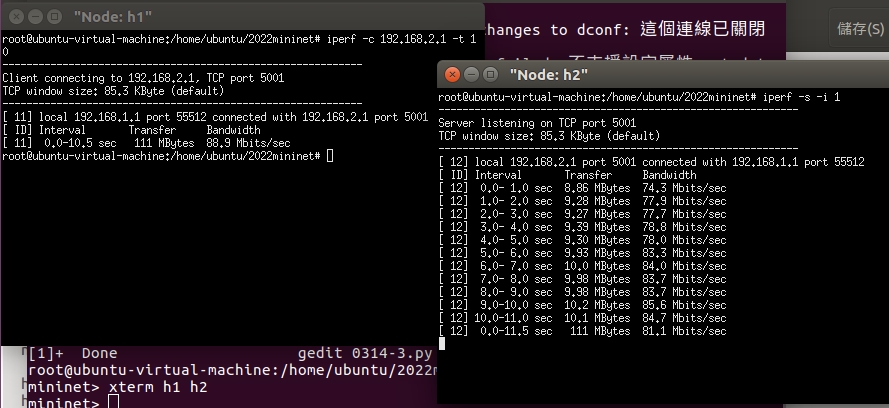 "Node: h1"
root@ubuntu-virtual-machine:/home/ubuntu/2022mininet# iperf -c 192.168.2.1 -t 1
0
------------------------------------------------------------
Client connecting to 192.168.2.1, TCP port 5001
TCP window size: 85.3 KByte (default)
------------------------------------------------------------
[ 11] local 192.168.1.1 port 55512 connected with 192.168.2.1 port 5001
[ ID] Interval       Transfer     Bandwidth
[ 11]  0.0-10.5 sec   111 MBytes  88.9 Mbits/sec
root@ubuntu-virtual-machine:/home/ubuntu/2022mininet#
hanges to dconf: 這個連線已關閉
儲存(S)
"Node: h2"
root@ubuntu-virtual-machine:/home/ubuntu/2022mininet# iperf -s -i 1
------------------------------------------------------------
Server listening on TCP port 5001
TCP window size: 85.3 KByte (default)
------------------------------------------------------------
[ 12] local 192.168.2.1 port 5001 connected with 192.168.1.1 port 55512
[ ID] Interval       Transfer     Bandwidth
[ 12]  0.0- 1.0 sec  8.86 MBytes  74.3 Mbits/sec
[ 12]  1.0- 2.0 sec  9.28 MBytes  77.9 Mbits/sec
[ 12]  2.0- 3.0 sec  9.27 MBytes  77.7 Mbits/sec
[ 12]  3.0- 4.0 sec  9.39 MBytes  78.8 Mbits/sec
[ 12]  4.0- 5.0 sec  9.30 MBytes  78.0 Mbits/sec
[ 12]  5.0- 6.0 sec  9.93 MBytes  83.3 Mbits/sec
[ 12]  6.0- 7.0 sec  10.0 MBytes  84.0 Mbits/sec
[ 12]  7.0- 8.0 sec  9.98 MBytes  83.7 Mbits/sec
[ 12]  8.0- 9.0 sec  9.98 MBytes  83.7 Mbits/sec
[ 12]  9.0-10.0 sec  10.2 MBytes  85.6 Mbits/sec
[ 12] 10.0-11.0 sec  10.1 MBytes  84.7 Mbits/sec
[ 12]  0.0-11.5 sec   111 MBytes  81.1 Mbits/sec
[1]+  Done                    gedit 0314-3.py
root@ubuntu-virtual-machine:/home/ubuntu/2022m
mininet> xterm h1 h2
mininet>